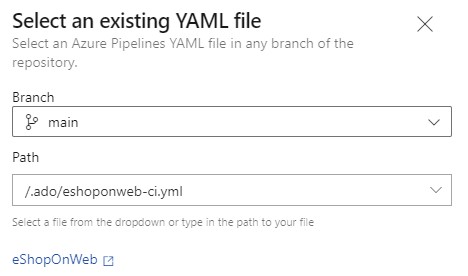 Select an existing YAML file
Select an Azure Pipelines YAML file in any branch of the
repository.
Branch
main
Path
/.ado/eshoponweb-ci.yml
Select a file from the dropdown or type in the path to your file
eShopOnWeb